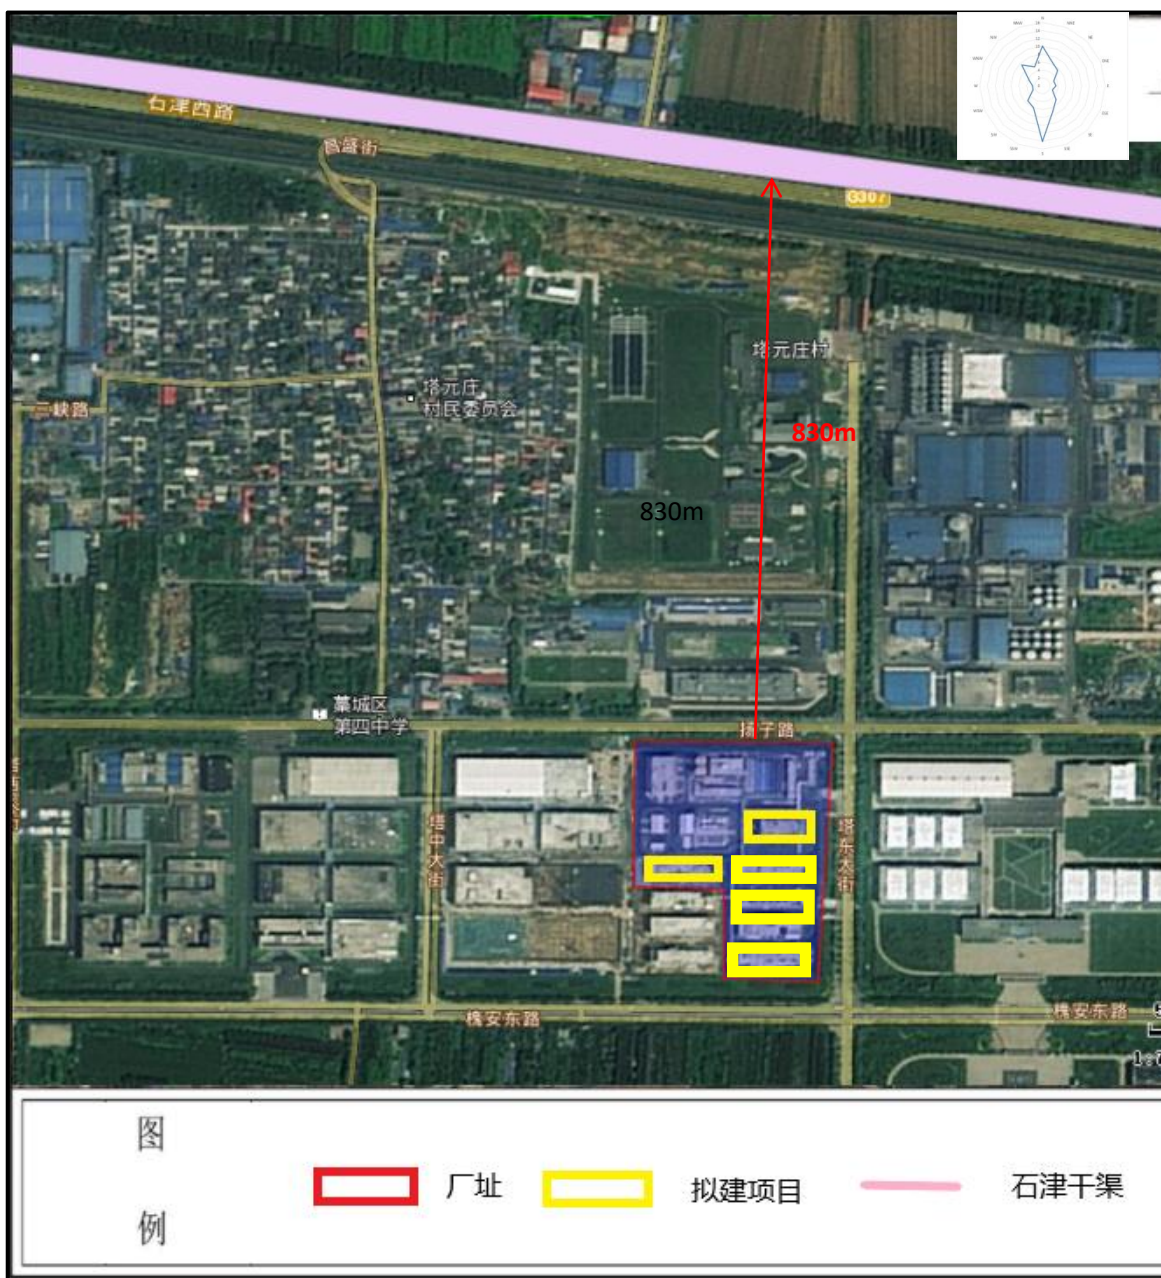 石津西路
昌盛街
G307
塔元庄村
三峡路
塔元庄
村民委员会
830m
830m
藁城区
第四中学
扬子路
塔中大街
塔东大街
槐安东路
槐安东路
图
例
厂址
拟建项目
石津干渠